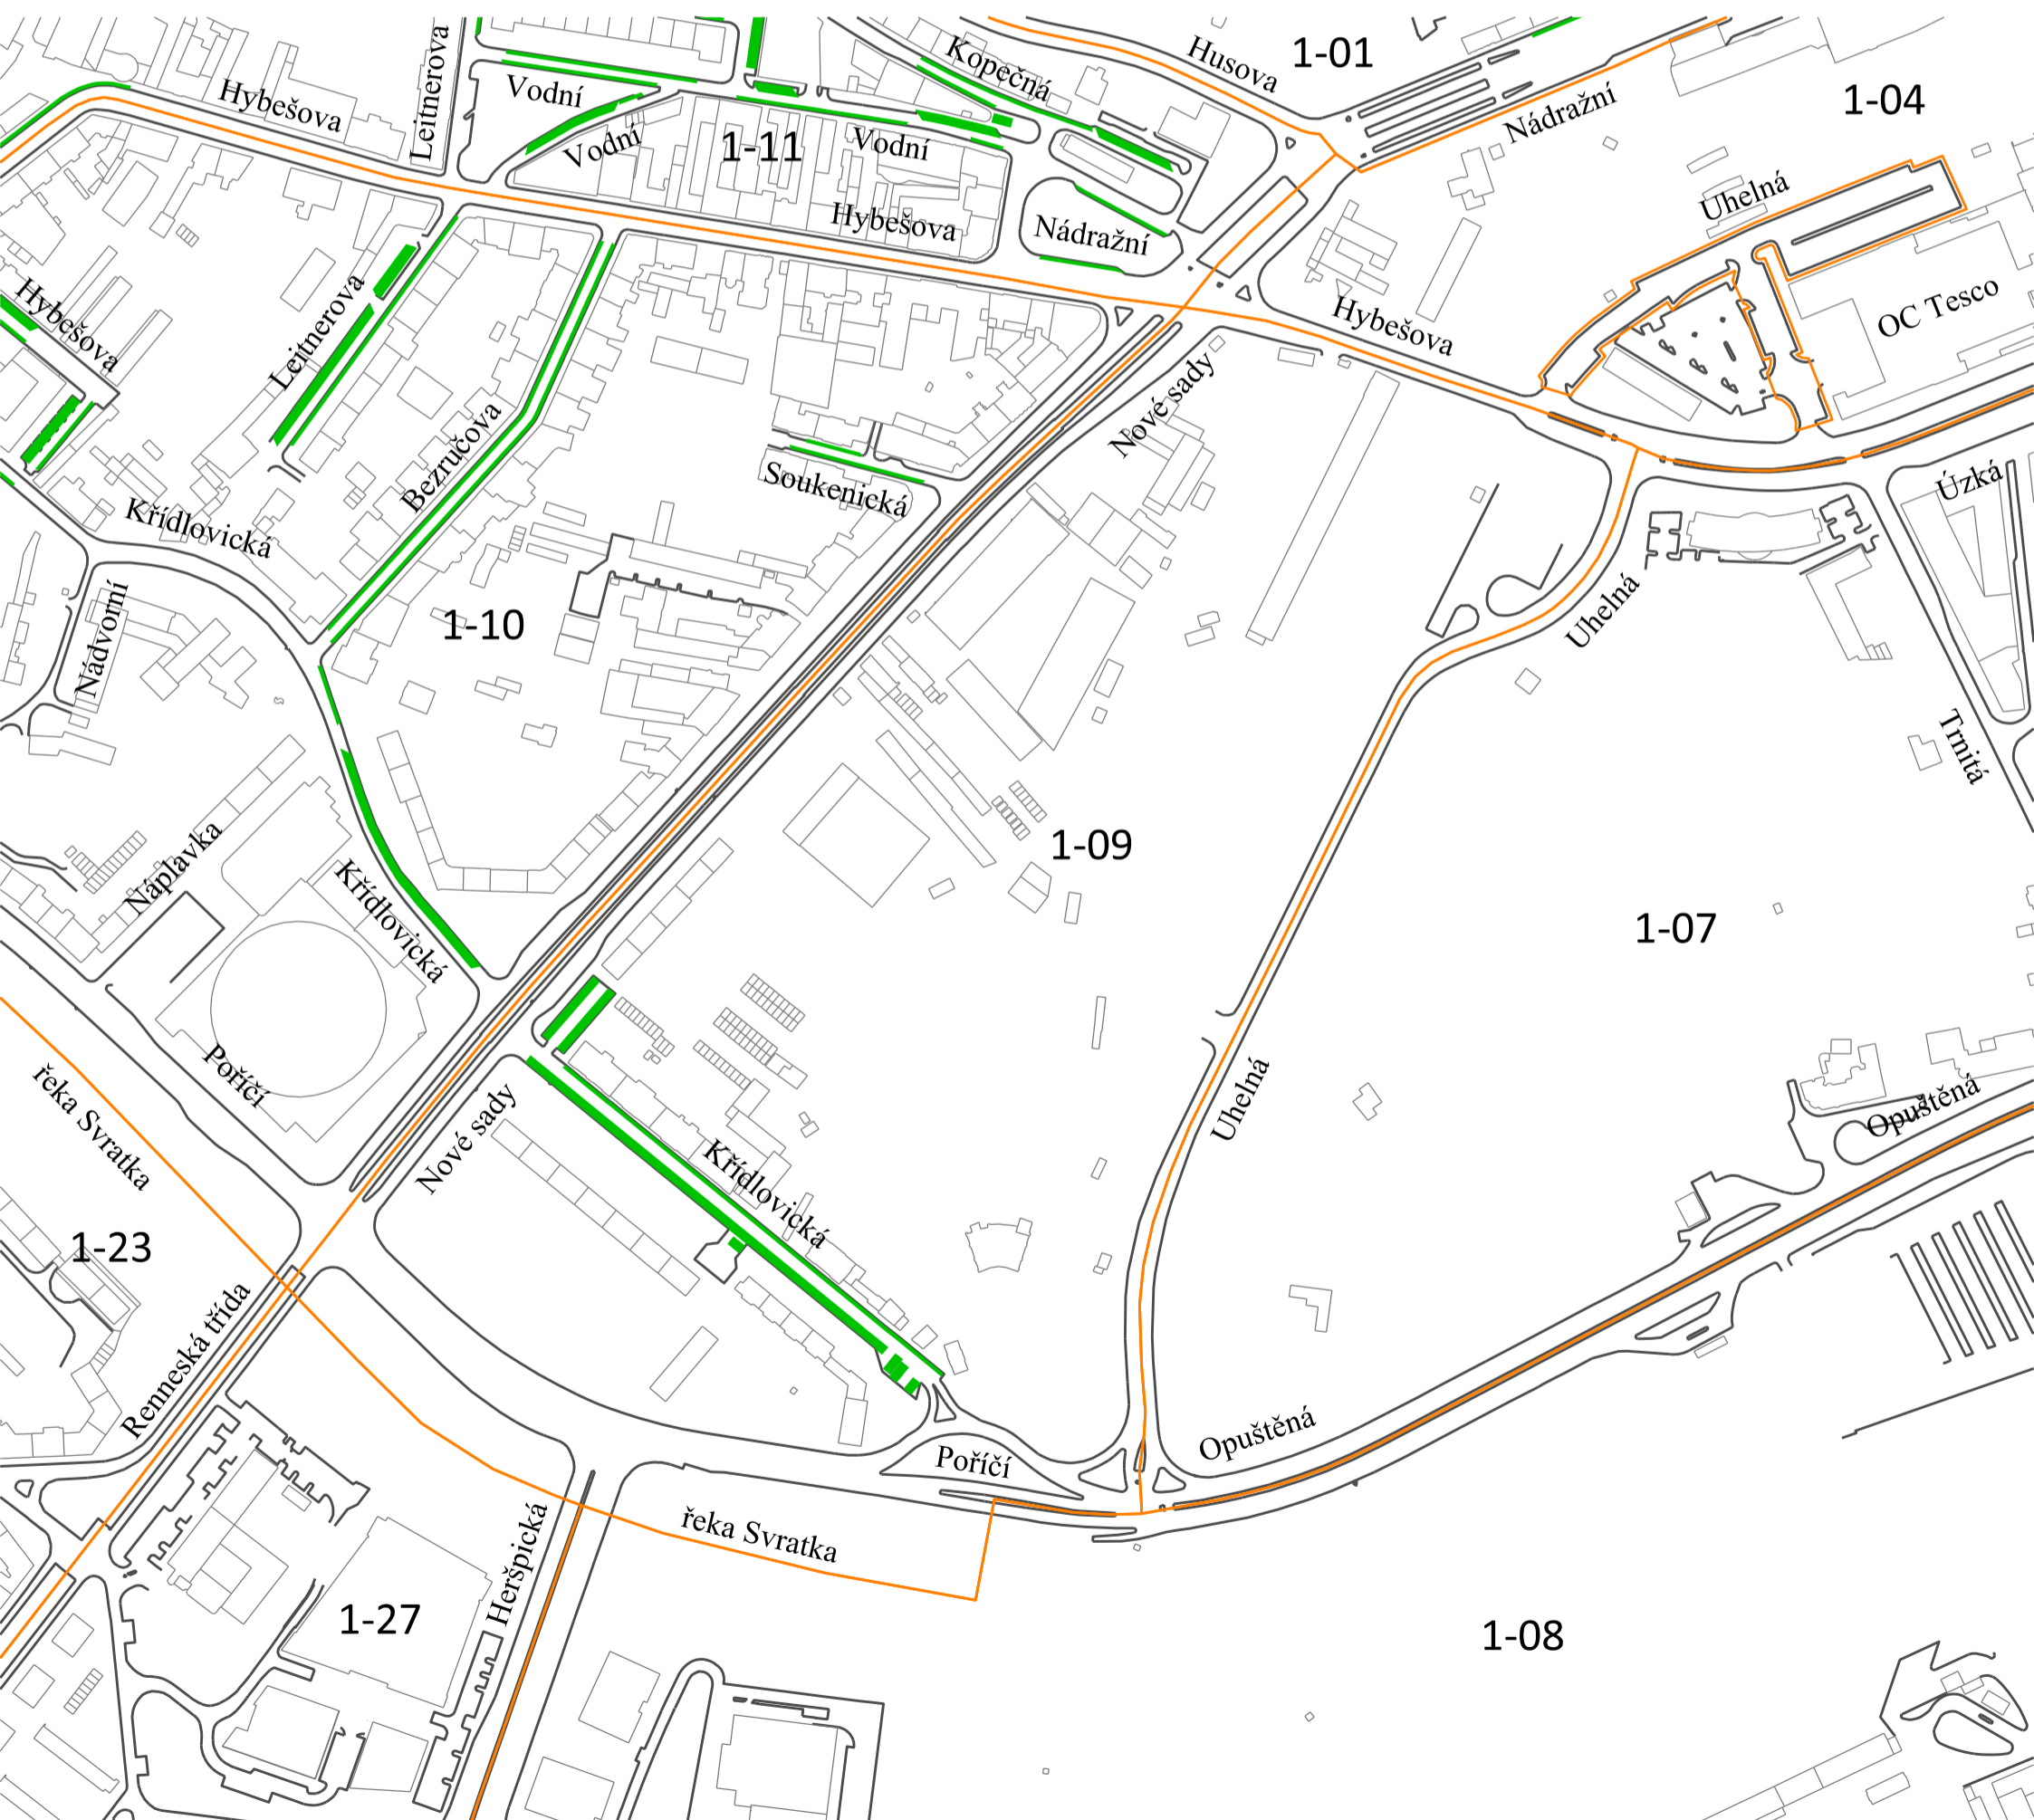 Husova
1-01
Kopečná
Leitnerova
Hybešova
Vodní
1-04
Nádražní
Vodní
1-11
Vodní
Uhelná
Hybešova
Nádražní
Hybešova
Leitnerova
Hybešova
OC Tesco
Nové sady
Bezručova
Soukenická
Úzká
Křídlovická
Nádvorní
1-10
Uhelná
Trnitá
Náplavka
1-09
Křídlovická
1-07
Poříčí
řeka Svratka
Nové sady
Uhelná
Opuštěná
Křídlovická
1-23
Renneská třída
Opuštěná
Poříčí
řeka Svratka
Heršpická
1-27
1-08